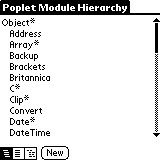 Poplet Module Hierarchy
Object*
Address
Array*
Backup
Brackets
Britannica
C*
Clip*
Convert
Date*
DateTime
New